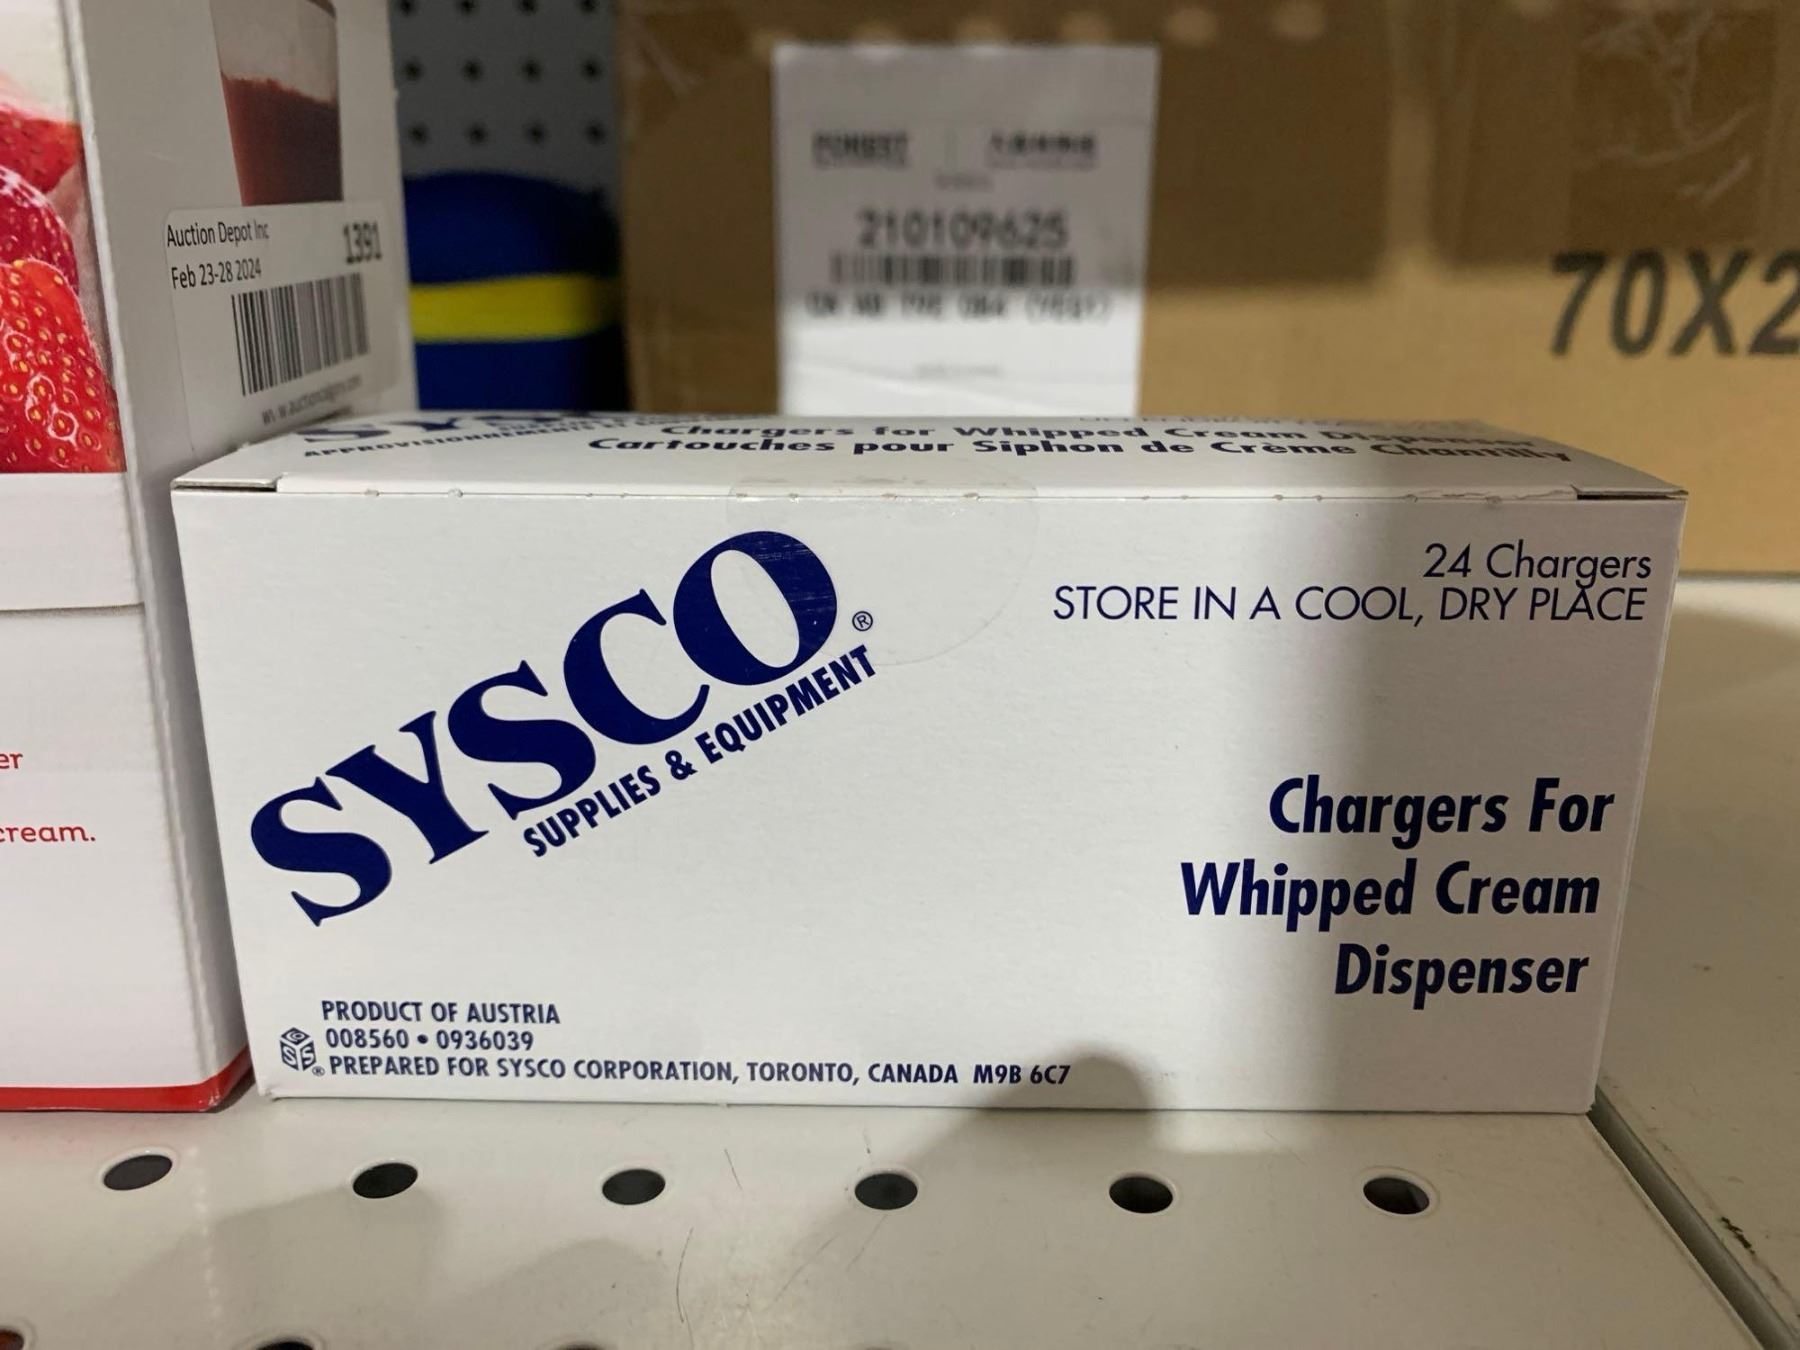 Auction Depot Inc
1391
Feb 23-28 2024
210109625
70X2
Chargers for Whipped Cream Dispenser
Cartouches pour Siphon de Crème Chantilly
24 Chargers
STORE IN A COOL, DRY PLACE
SYSCO®
SUPPLIES & EQUIPMENT
Chargers For
Whipped Cream
Dispenser
er
cream.
PRODUCT OF AUSTRIA
008560 • 0936039
PREPARED FOR SYSCO CORPORATION, TORONTO, CANADA M9B 6C7